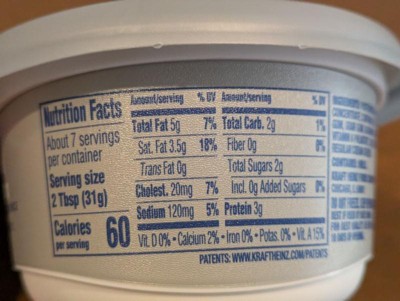 Nutrition Facts
About 7 servings
per container
Serving size
2 Tbsp (31g)
Calories
per serving
60
Amount/serving % DV
Total Fat 5g 7%
Sat. Fat 3.5g 18%
Trans Fat 0g
Cholest. 20mg 7%
Sodium 120mg 5%
Amount/serving % DV
Total Carb. 2g 1%
Fiber 0g 0%
Total Sugars 2g
Incl. 0g Added Sugars 0%
Protein 3g
Vit. D 0% • Calcium 2% • Iron 0% • Potas. 0% • Vit. A 15%
PATENTS: WWW.KRAFTHEINZ.COM/PATENTS